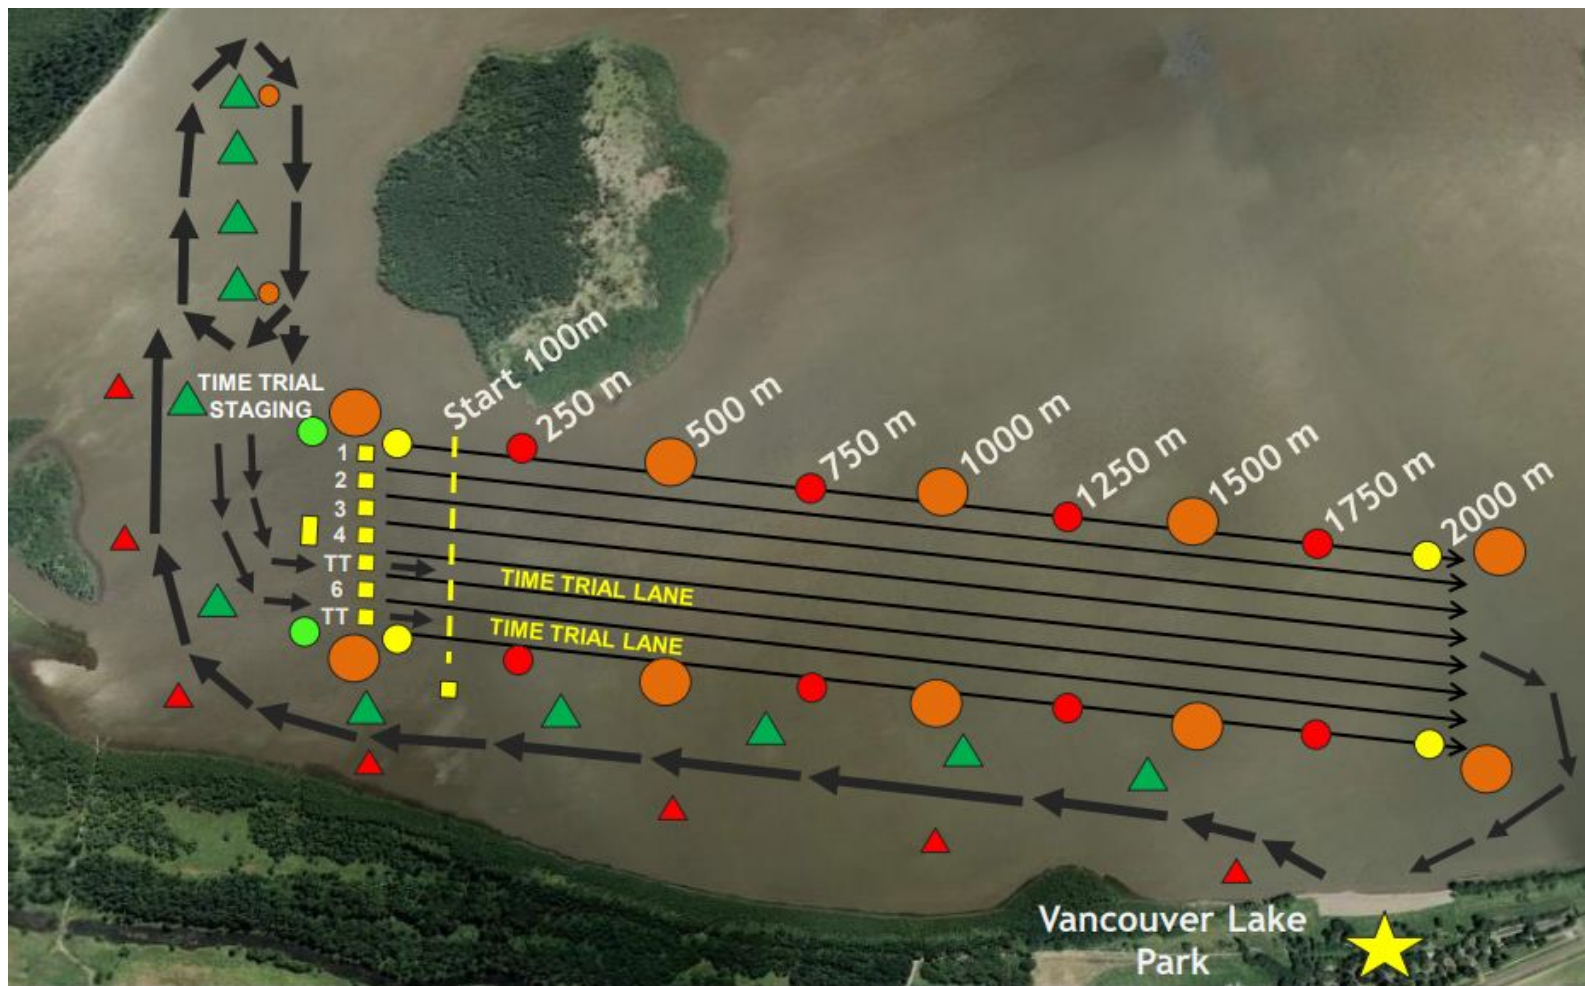 Start 100m
250 m
500 m
750 m
1000 m
1250 m
1500 m
1750 m
2000 m
TIME TRIAL
STAGING
1
2
3
4
TT
6
TT
TIME TRIAL LANE
TIME TRIAL LANE
Vancouver Lake
Park